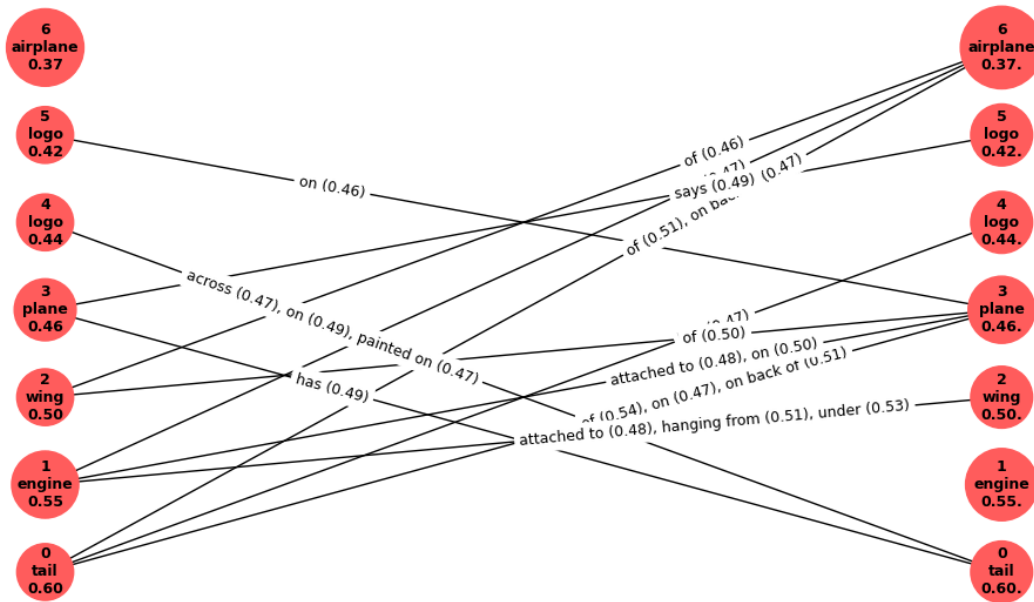 6
airplane
0.37
6
airplane
0.37.
5
logo
0.42
5
logo
0.42.
of (0.46)
0.47)
on (0.46)
says (0.49)
(0.47)
4
logo
0.44
4
logo
0.44.
of (0.51), on
across (0.47), on (0.49), painted on (0.47)
3
plane
0.46
3
plane
0.46.
of (0.50)
attached to (0.48), on (0.50)
has (0.49)
2
wing
0.50
2
wing
0.50.
of (0.54), on (0.47), on back of (0.51)
attached to (0.48), hanging from (0.51), under (0.53)
1
engine
0.55
1
engine
0.55.
0
tail
0.60
0
tail
0.60.